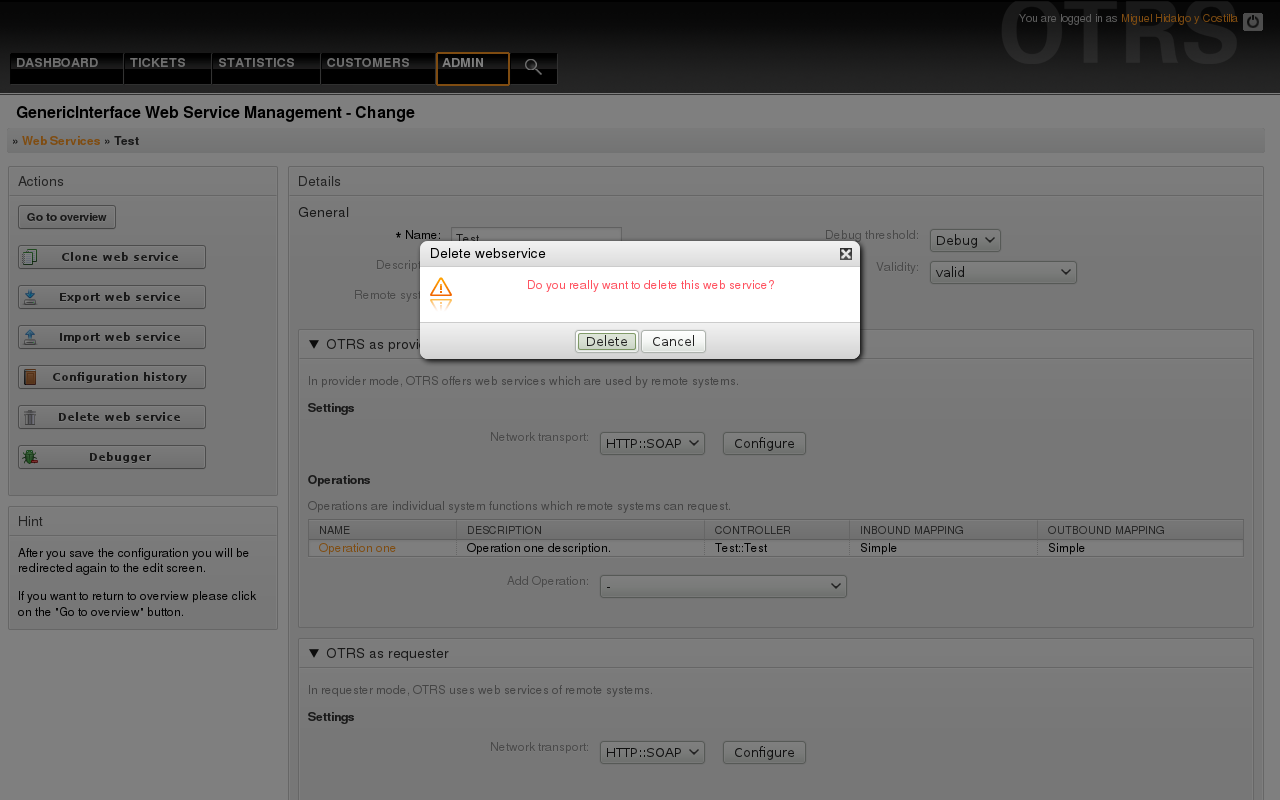 OTRS
You are logged in as Miguel Hidalgo y Costilla
DASHBOARD TICKETS STATISTICS CUSTOMERS ADMIN
GenericInterface Web Service Management - Change
» Web Services » Test
Actions
Go to overview
Clone web service
Export web service
Import web service
Configuration history
Delete web service
Debugger
Hint
After you save the configuration you will be
redirected again to the edit screen.
If you want to return to overview please click
on the "Go to overview" button.
Details
General
* Name: Test
Debug threshold: Debug
Validity: valid
Delete webservice
Do you really want to delete this web service?
Delete Cancel
OTRS as
In provider mode, OTRS offers web services which are used by remote systems.
Settings
Network transport: HTTP::SOAP Configure
Operations
Operations are individual system functions which remote systems can request.
NAME DESCRIPTION CONTROLLER INBOUND MAPPING OUTBOUND MAPPING
Operation one Operation one description. Test::Test Simple Simple
Add Operation: -
OTRS as requester
In requester mode, OTRS uses web services of remote systems.
Settings
Network transport: HTTP::SOAP Configure